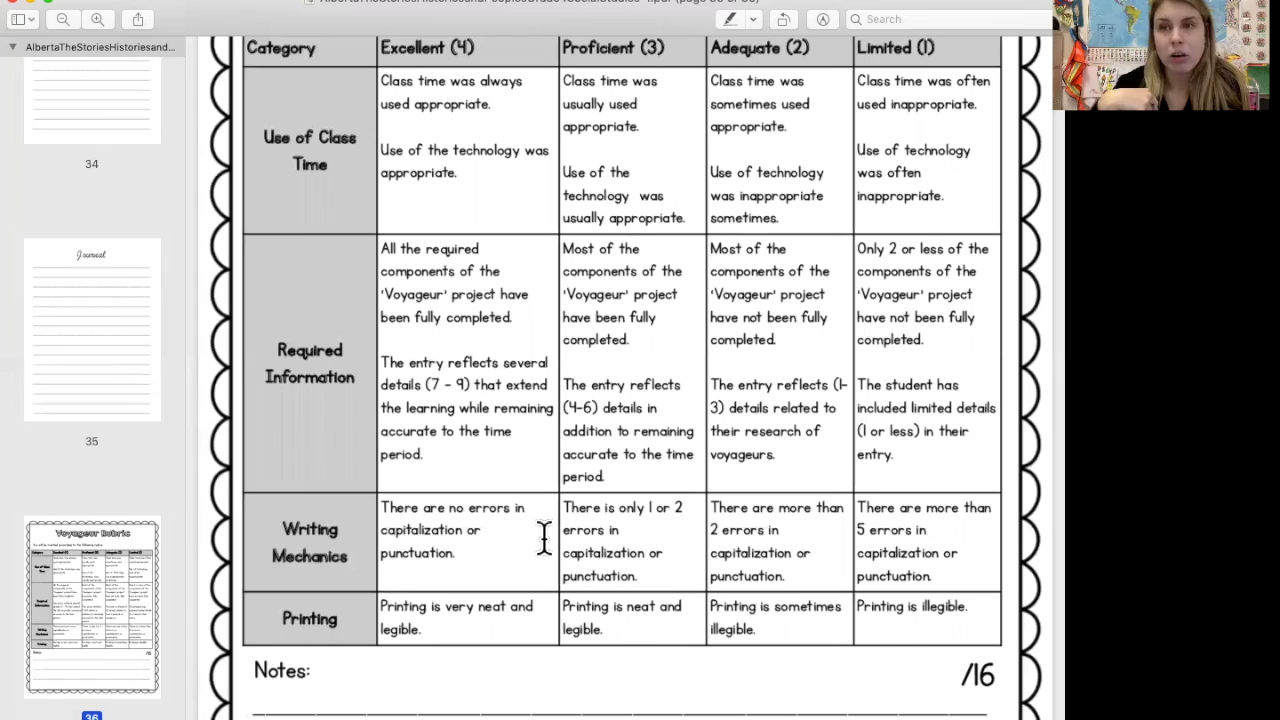 Search
AlbertaTheStoriesHistoriesand...
34
Journal
35
Voyageur Rubric
36
Category
Excellent (4)
Proficient (3)
Adequate (2)
Limited (1)
Use of Class
Time
Class time was always
used appropriate.
Use of the technology was
appropriate.
Class time was
usually used
appropriate.
Use of the
technology was
usually appropriate.
Class time was
sometimes used
appropriate.
Use of technology
was inappropriate
sometimes.
Class time was often
used inappropriate.
Use of technology
was often
inappropriate.
Required
Information
All the required
components of the
'Voyageur' project have
been fully completed.
The entry reflects several
details (7 - 9) that extend
the learning while remaining
accurate to the time
period.
Most of the
components of the
'Voyageur' project
have been fully
completed.
The entry reflects
(4-6) details in
addition to remaining
accurate to the time
period.
Most of the
components of the
'Voyageur' project
have not been fully
completed.
The entry reflects (1-
3) details related to
their research of
voyageurs.
Only 2 or less of the
components of the
'Voyageur' project
have not been fully
completed.
The student has
included limited details
(1 or less) in their
entry.
Writing
Mechanics
There are no errors in
capitalization or
punctuation.
There is only 1 or 2
errors in
capitalization or
punctuation.
There are more than
2 errors in
capitalization or
punctuation.
There are more than
5 errors in
capitalization or
punctuation.
Printing
Printing is very neat and
legible.
Printing is neat and
legible.
Printing is sometimes
illegible.
Printing is illegible.
Notes:
/16